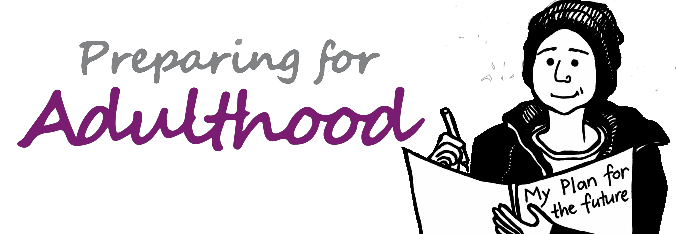 Preparing for
Adulthood
My Plan for
the future